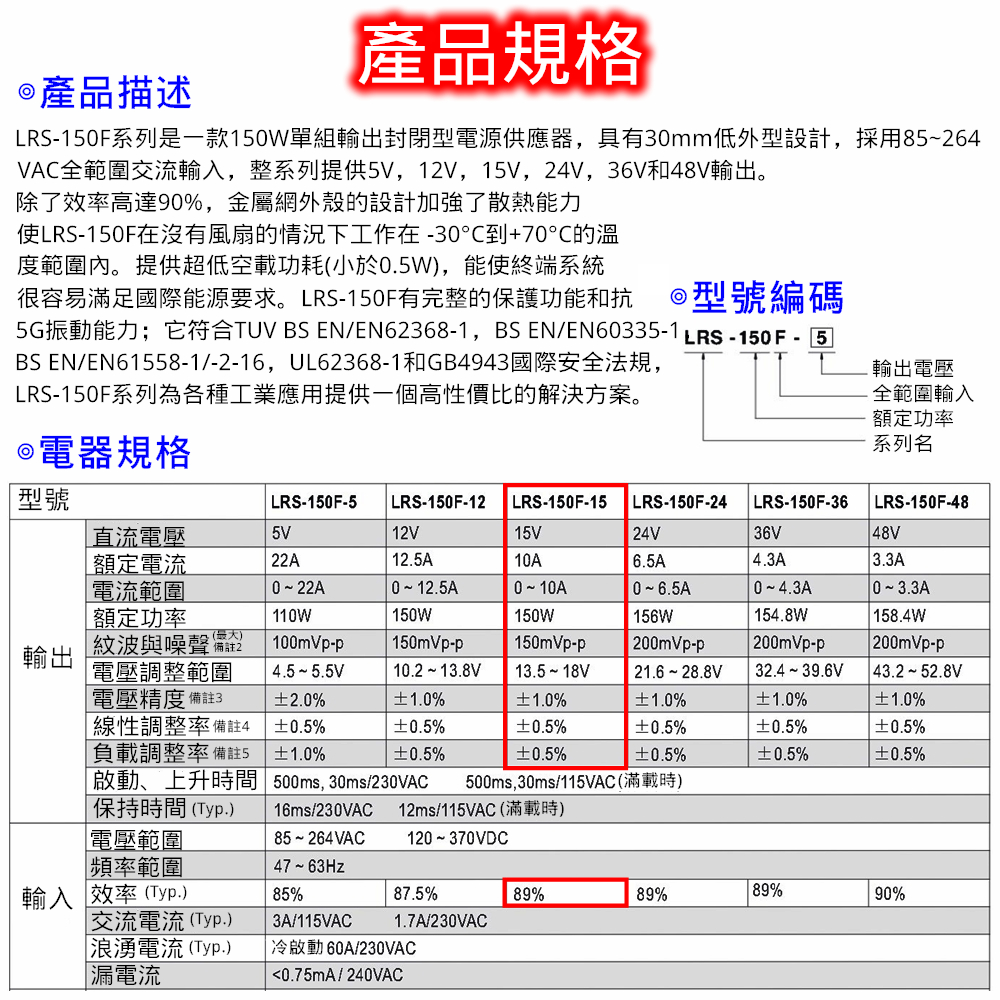 產品規格
◎產品描述
LRS-150F系列是一款150W單組輸出封閉型電源供應器，具有30mm低外型設計，採用85~264
VAC全範圍交流輸入，整系列提供5V，12V，15V，24V，36V和48V輸出。
除了效率高達90%，金屬網外殼的設計加強了散熱能力
使LRS-150F在沒有風扇的情況下工作在 -30°C到+70°C的溫
度範圍內。提供超低空載功耗(小於0.5W)，能使終端系統
很容易滿足國際能源要求。LRS-150F有完整的保護功能和抗
5G振動能力；它符合TUV BS EN/EN62368-1，BS EN/EN60335-1，
BS EN/EN61558-1/-2-16，UL62368-1和GB4943國際安全法規，
LRS-150F系列為各種工業應用提供一個高性價比的解決方案。
◎型號編碼
LRS - 150 F - 5
輸出電壓
全範圍輸入
額定功率
系列名
◎電器規格
型號 LRS-150F-5 LRS-150F-12 LRS-150F-15 LRS-150F-24 LRS-150F-36 LRS-150F-48
輸出
直流電壓 5V 12V 15V 24V 36V 48V
額定電流 22A 12.5A 10A 6.5A 4.3A 3.3A
電流範圍 0 ~ 22A 0 ~ 12.5A 0 ~ 10A 0 ~ 6.5A 0 ~ 4.3A 0 ~ 3.3A
額定功率 110W 150W 150W 156W 154.8W 158.4W
紋波與噪聲 (最大) 備註2 100mVp-p 150mVp-p 150mVp-p 200mVp-p 200mVp-p 200mVp-p
電壓調整範圍 4.5 ~ 5.5V 10.2 ~ 13.8V 13.5 ~ 18V 21.6 ~ 28.8V 32.4 ~ 39.6V 43.2 ~ 52.8V
電壓精度 備註3 ±2.0% ±1.0% ±1.0% ±1.0% ±1.0% ±1.0%
線性調整率 備註4 ±0.5% ±0.5% ±0.5% ±0.5% ±0.5% ±0.5%
負載調整率 備註5 ±1.0% ±0.5% ±0.5% ±0.5% ±0.5% ±0.5%
啟動、上升時間 500ms, 30ms/230VAC 500ms,30ms/115VAC(滿載時)
保持時間 (Typ.) 16ms/230VAC 12ms/115VAC (滿載時)
輸入
電壓範圍 85 ~ 264VAC 120 ~ 370VDC
頻率範圍 47 ~ 63Hz
效率 (Typ.) 85% 87.5% 89% 89% 89% 90%
交流電流 (Typ.) 3A/115VAC 1.7A/230VAC
浪湧電流 (Typ.) 冷啟動 60A/230VAC
漏電流 <0.75mA / 240VAC